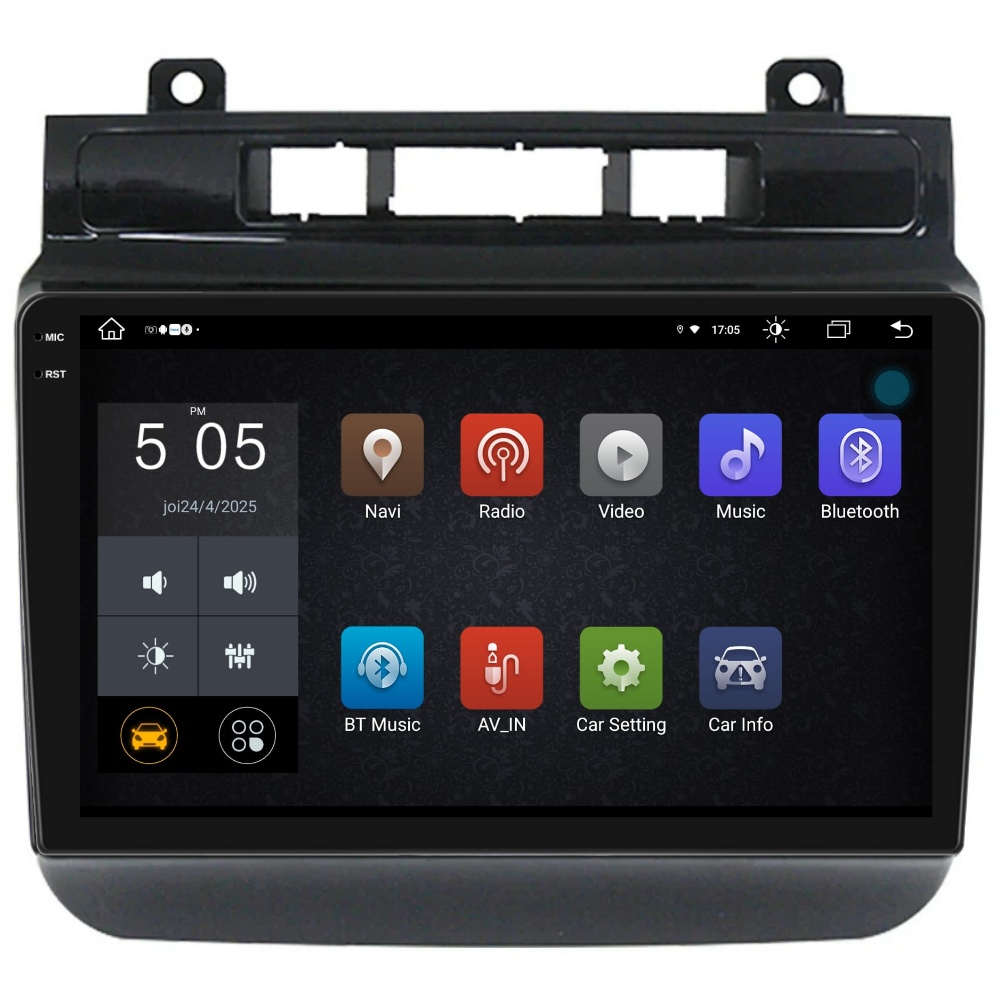 MIC
RST
17:05
PM
5 05
joi24/4/2025
Navi
Radio
Video
Music
Bluetooth
BT Music
AV_IN
Car Setting
Car Info